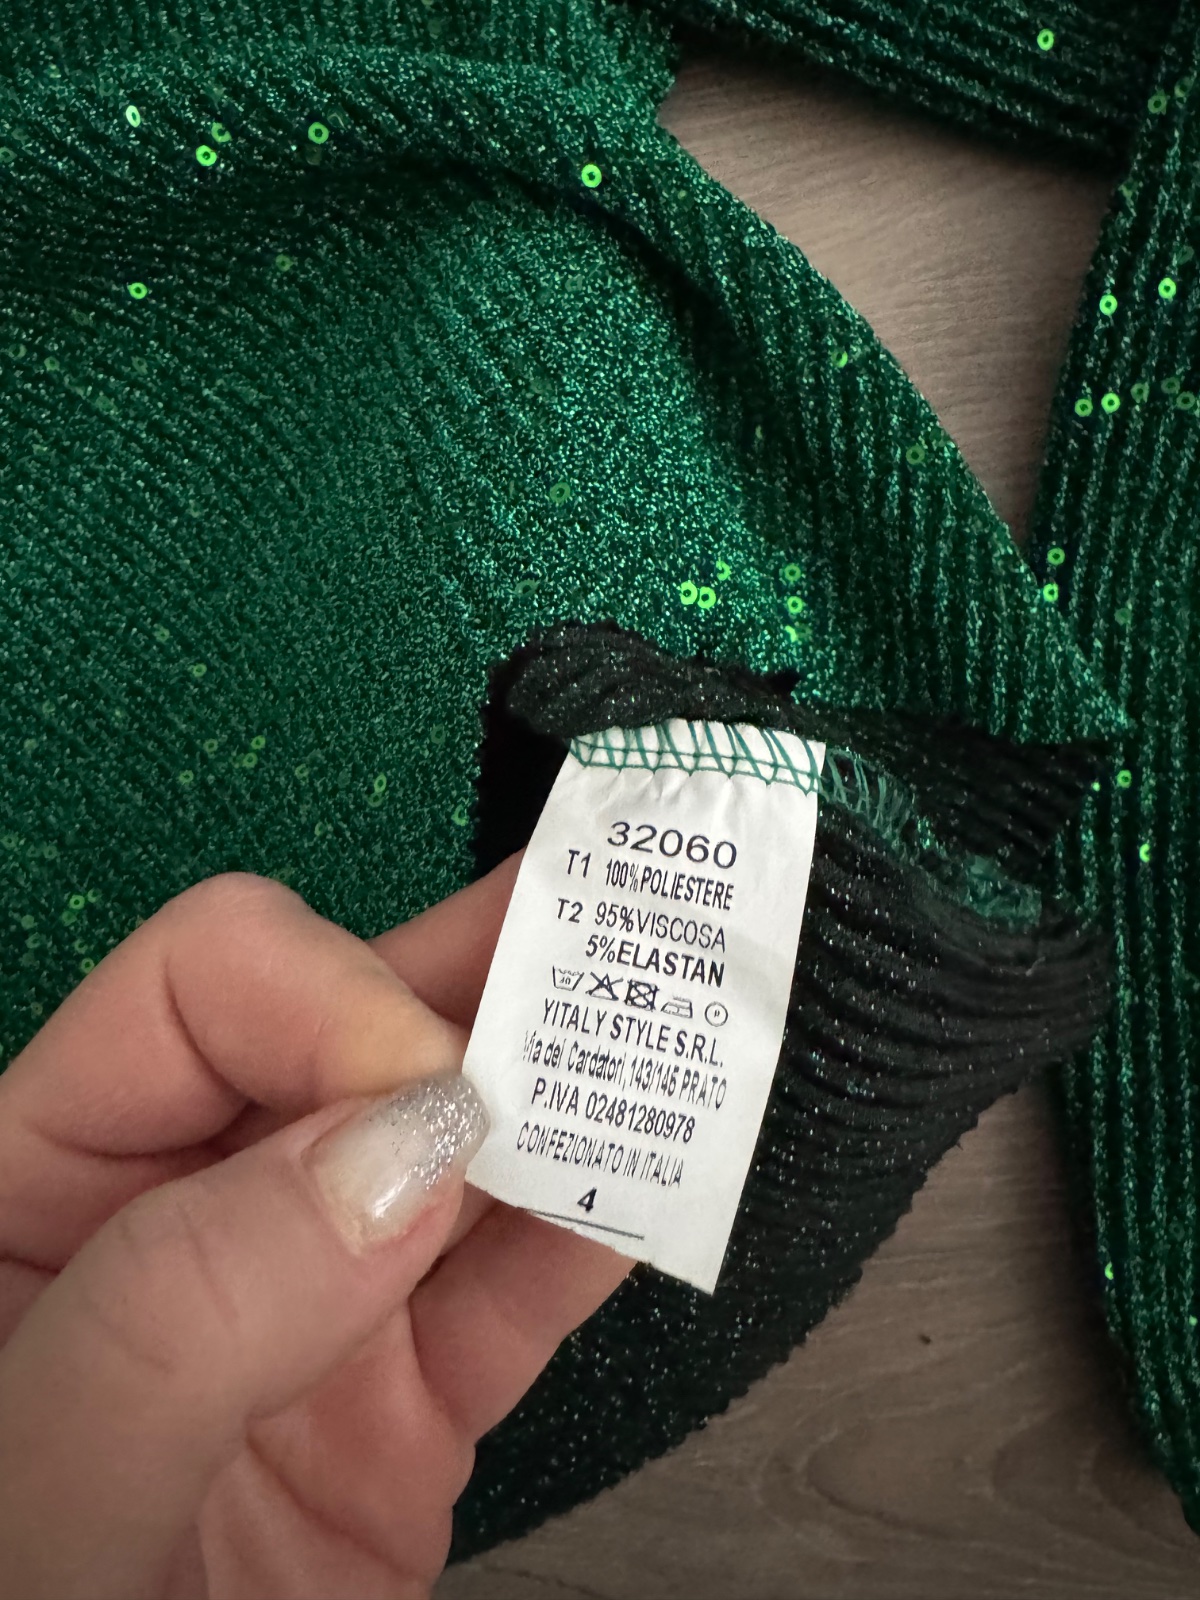 32060
T1 100%POLIESTERE
T2 95%VISCOSA
5%ELASTAN
YITALY STYLE S.R.L.
Via dei Cardatori, 143/145 PRATO
P.IVA 02481280978
CONFEZIONATO IN ITALIA
4